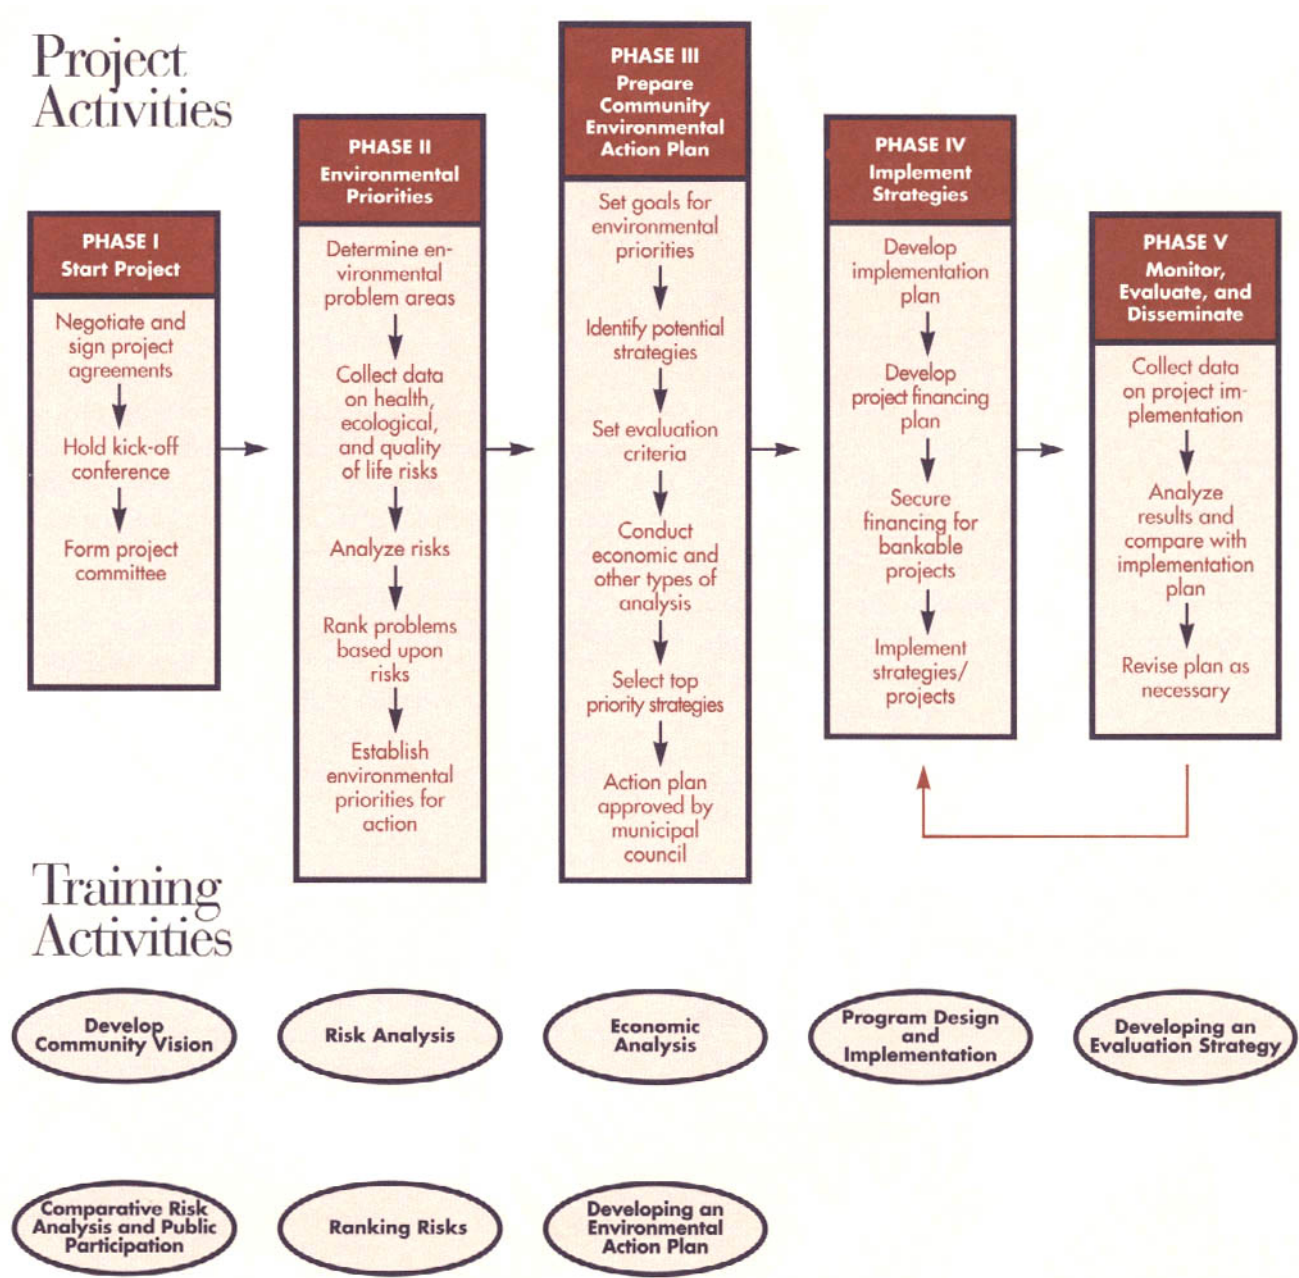 Project
Activities
PHASE I
Start Project
Negotiate and
sign project
agreements
Hold kick-off
conference
Form project
committee
PHASE II
Environmental
Priorities
Determine en-
vironmental
problem areas
Collect data
on health,
ecological,
and quality
of life risks
Analyze risks
Rank problems
based upon
risks
Establish
environmental
priorities for
action
PHASE III
Prepare
Community
Environmental
Action Plan
Set goals for
environmental
priorities
Identify potential
strategies
Set evaluation
criteria
Conduct
economic and
other types of
analysis
Select top
priority strategies
Action plan
approved by
municipal
council
PHASE IV
Implement
Strategies
Develop
implementation
plan
Develop
project financing
plan
Secure
financing for
bankable
projects
Implement
strategies/
projects
PHASE V
Monitor,
Evaluate, and
Disseminate
Collect data
on project im-
plementation
Analyze
results and
compare with
implementation
plan
Revise plan as
necessary
Training
Activities
Develop
Community Vision
Risk Analysis
Economic
Analysis
Program Design
and
Implementation
Developing an
Evaluation Strategy
Comparative Risk
Analysis and Public
Participation
Ranking Risks
Developing an
Environmental
Action Plan